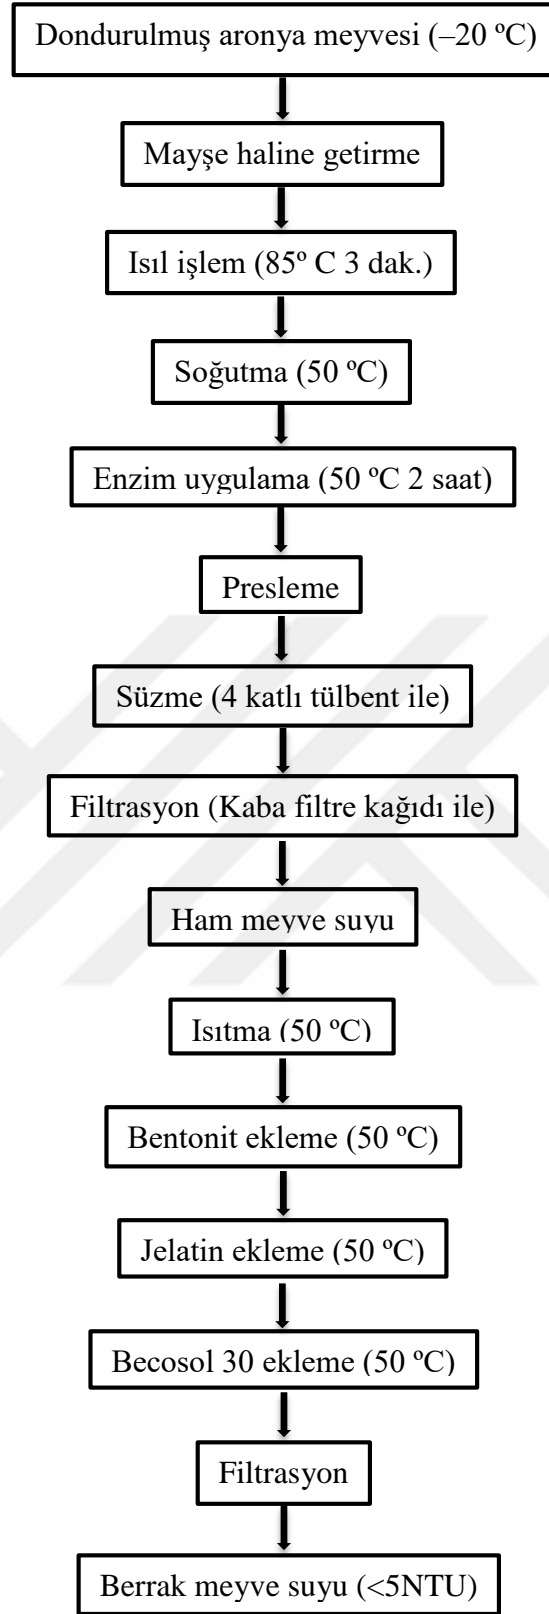 Dondurulmuş aronya meyvesi (–20 ºC)
Mayşe haline getirme
Isıl işlem (85º C 3 dak.)
Soğutma (50 ºC)
Enzim uygulama (50 ºC 2 saat)
Presleme
Süzme (4 katlı tülbent ile)
Filtrasyon (Kaba filtre kağıdı ile)
Ham meyve suyu
Isıtma (50 ºC)
Bentonit ekleme (50 ºC)
Jelatin ekleme (50 ºC)
Becosol 30 ekleme (50 ºC)
Filtrasyon
Berrak meyve suyu (<5NTU)